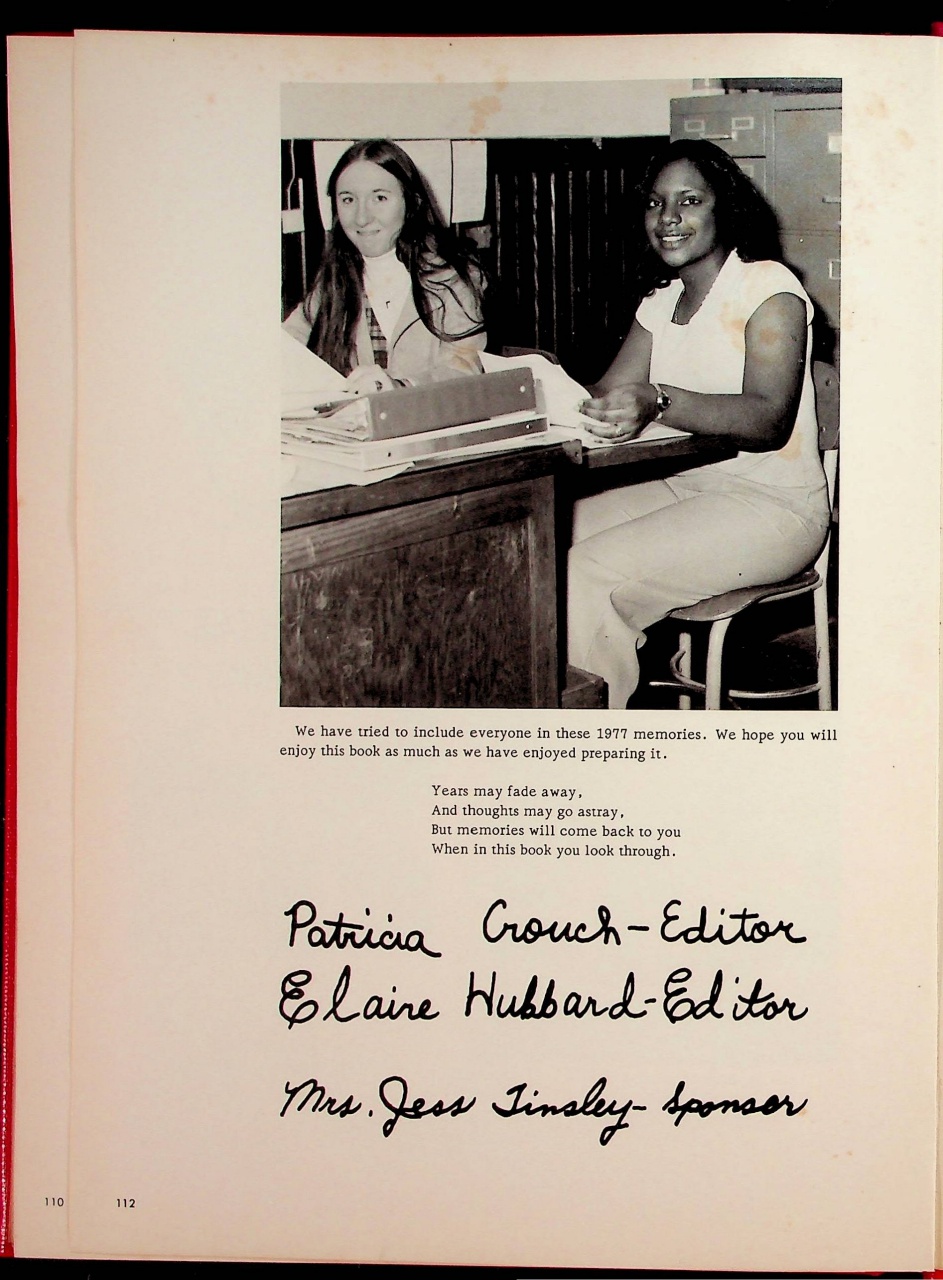 We have tried to include everyone in these 1977 memories. We hope you will
enjoy this book as much as we have enjoyed preparing it.
Years may fade away,
And thoughts may go astray,
But memories will come back to you
When in this book you look through.
Patricia Crouch-Editor
Elaine Hubbard-Editor
Mrs. Jess Tinsley-Sponsor
110
112